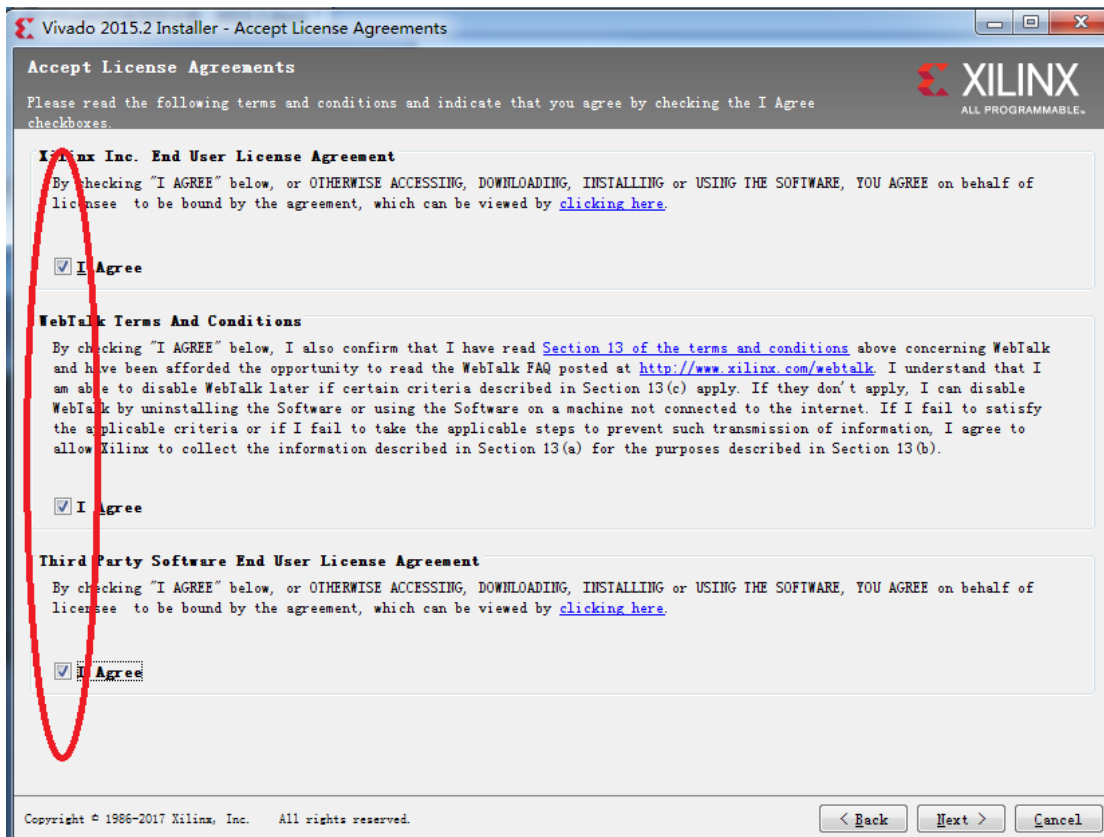 Vivado 2015.2 Installer - Accept License Agreements
Accept License Agreements
Please read the following terms and conditions and indicate that you agree by checking the I Agree
checkboxes.
XILINX
ALL PROGRAMMABLE™
Xilinx Inc. End User License Agreement
By checking "I AGREE" below, or OTHERWISE ACCESSING, DOWNLOADING, INSTALLING or USING THE SOFTWARE, YOU AGREE on behalf of
licensee to be bound by the agreement, which can be viewed by clicking here.
I Agree
WebTalk Terms And Conditions
By checking "I AGREE" below, I also confirm that I have read Section 13 of the terms and conditions above concerning WebTalk
and have been afforded the opportunity to read the WebTalk FAQ posted at http://www.xilinx.com/webtalk. I understand that I
am able to disable WebTalk later if certain criteria described in Section 13(c) apply. If they don't apply, I can disable
WebTalk by uninstalling the Software or using the Software on a machine not connected to the internet. If I fail to satisfy
the applicable criteria or if I fail to take the applicable steps to prevent such transmission of information, I agree to
allow Xilinx to collect the information described in Section 13(a) for the purposes described in Section 13(b).
I Agree
Third Party Software End User License Agreement
By checking "I AGREE" below, or OTHERWISE ACCESSING, DOWNLOADING, INSTALLING or USING THE SOFTWARE, YOU AGREE on behalf of
licensee to be bound by the agreement, which can be viewed by clicking here.
I Agree
Copyright © 1986-2017 Xilinx, Inc. All rights reserved.
< Back Next > Cancel